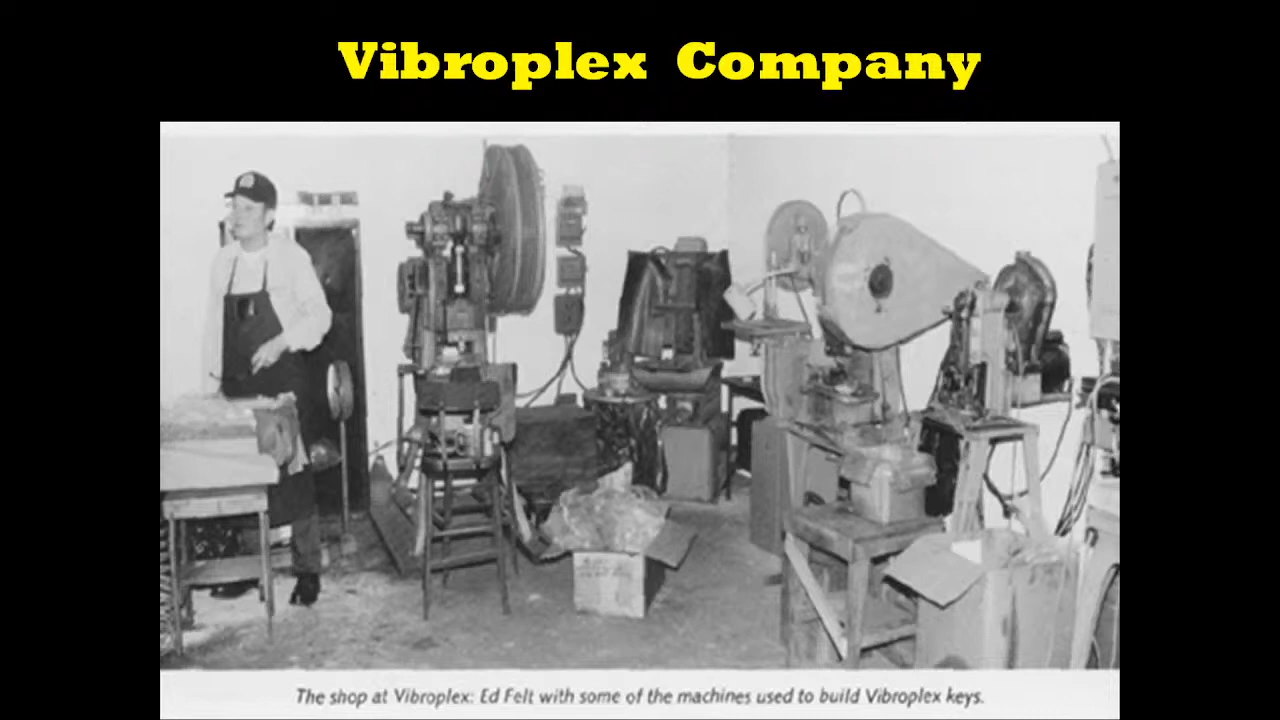 Vibroplex Company
The shop at Vibroplex: Ed Felt with some of the machines used to build Vibroplex keys.